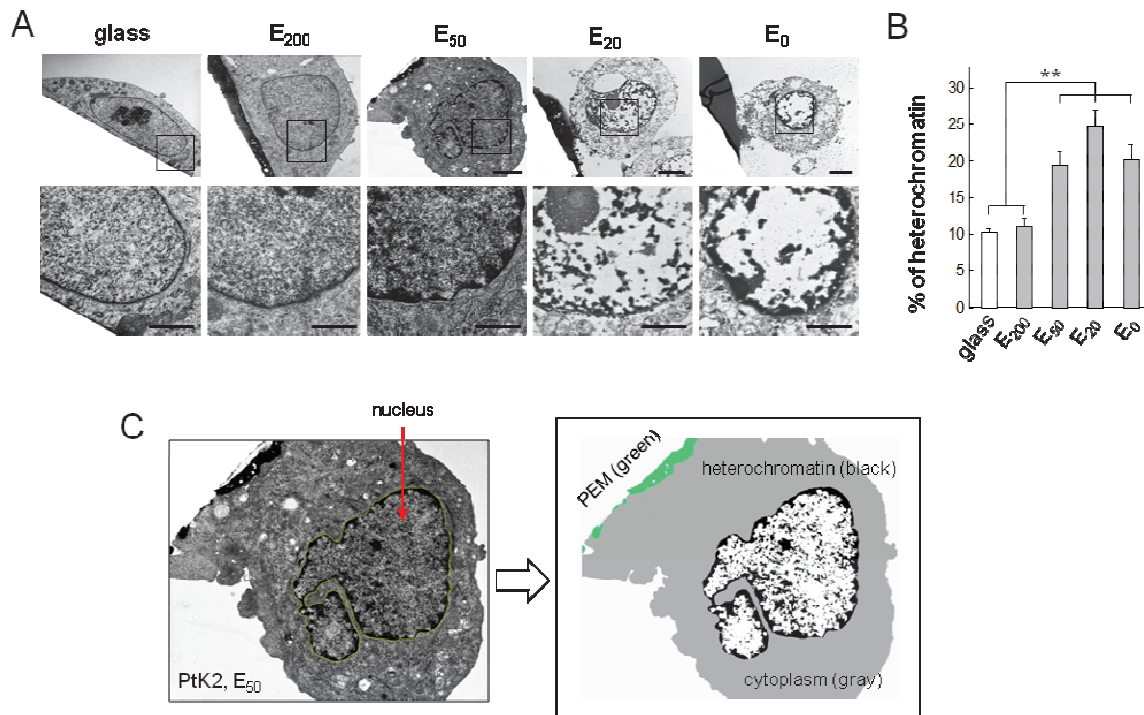 A
glass E₂₀₀ E₅₀ E₂₀ E₀
B
**
% of heterochromatin
30
25
20
15
10
5
0
glass E₂₀₀ E₅₀ E₂₀ E₀
C
nucleus
PtK2, E₅₀
PEM (green)
heterochromatin (black)
cytoplasm (gray)